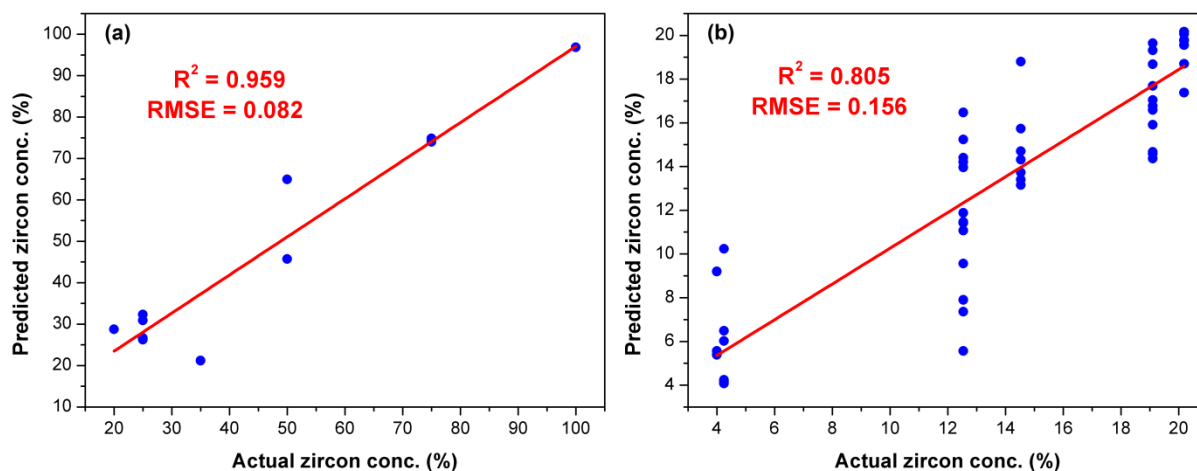 (a)
R² = 0.959
RMSE = 0.082
Predicted zircon conc. (%)
100
90
80
70
60
50
40
30
20
10
20 30 40 50 60 70 80 90 100
Actual zircon conc. (%)
(b)
R² = 0.805
RMSE = 0.156
Predicted zircon conc. (%)
20
18
16
14
12
10
8
6
4
4 6 8 10 12 14 16 18 20
Actual zircon conc. (%)